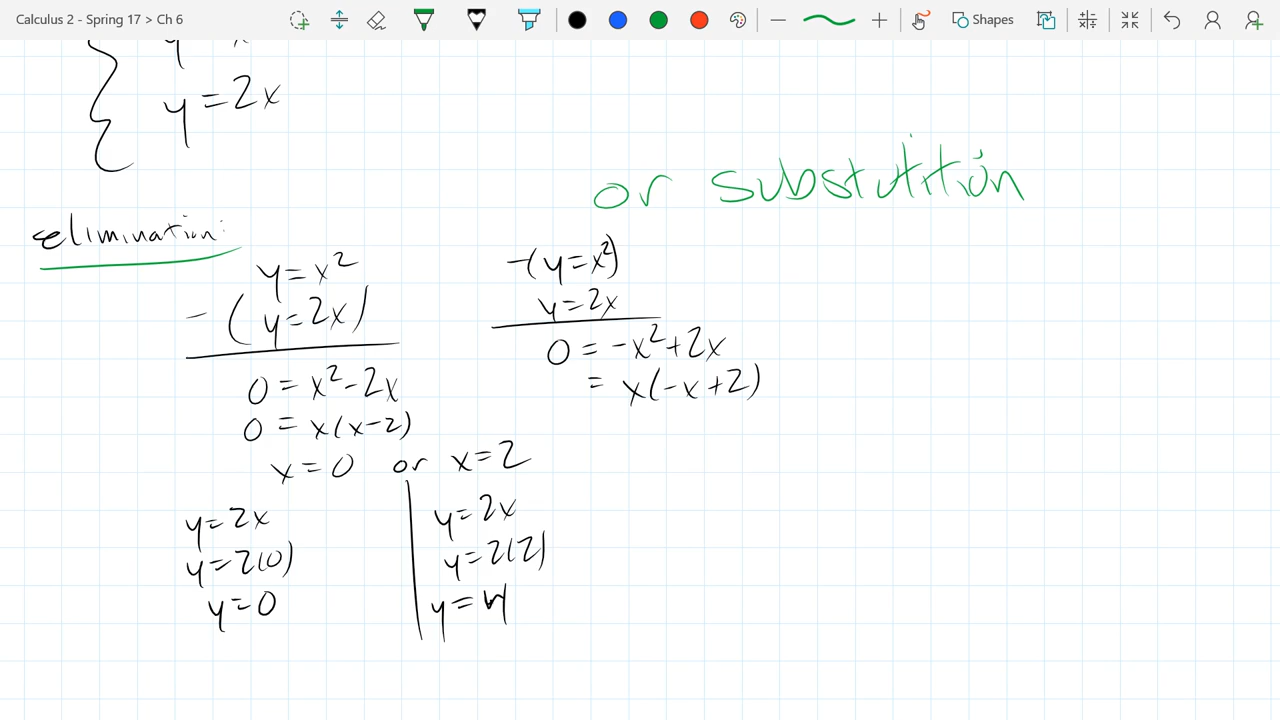 Calculus 2 - Spring 17 > Ch 6
Shapes
y = 2x
or substitution
elimination:
y = x²
- (y = 2x)
0 = x² - 2x
0 = x(x-2)
x = 0 or x = 2
y = 2x
y = 2(0)
y = 0
y = 2x
y = 2(2)
y = 4
-(y = x²)
y = 2x
0 = -x² + 2x
= x(-x+2)